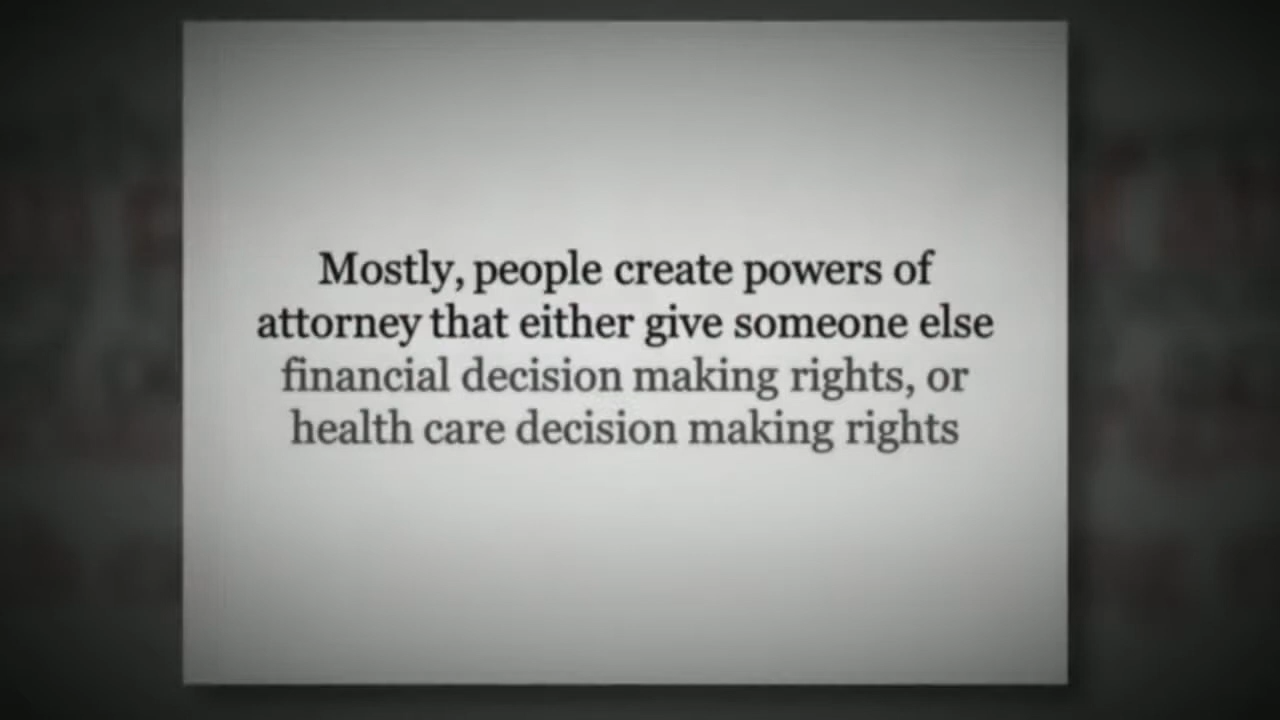 Mostly, people create powers of
attorney that either give someone else
financial decision making rights, or
health care decision making rights